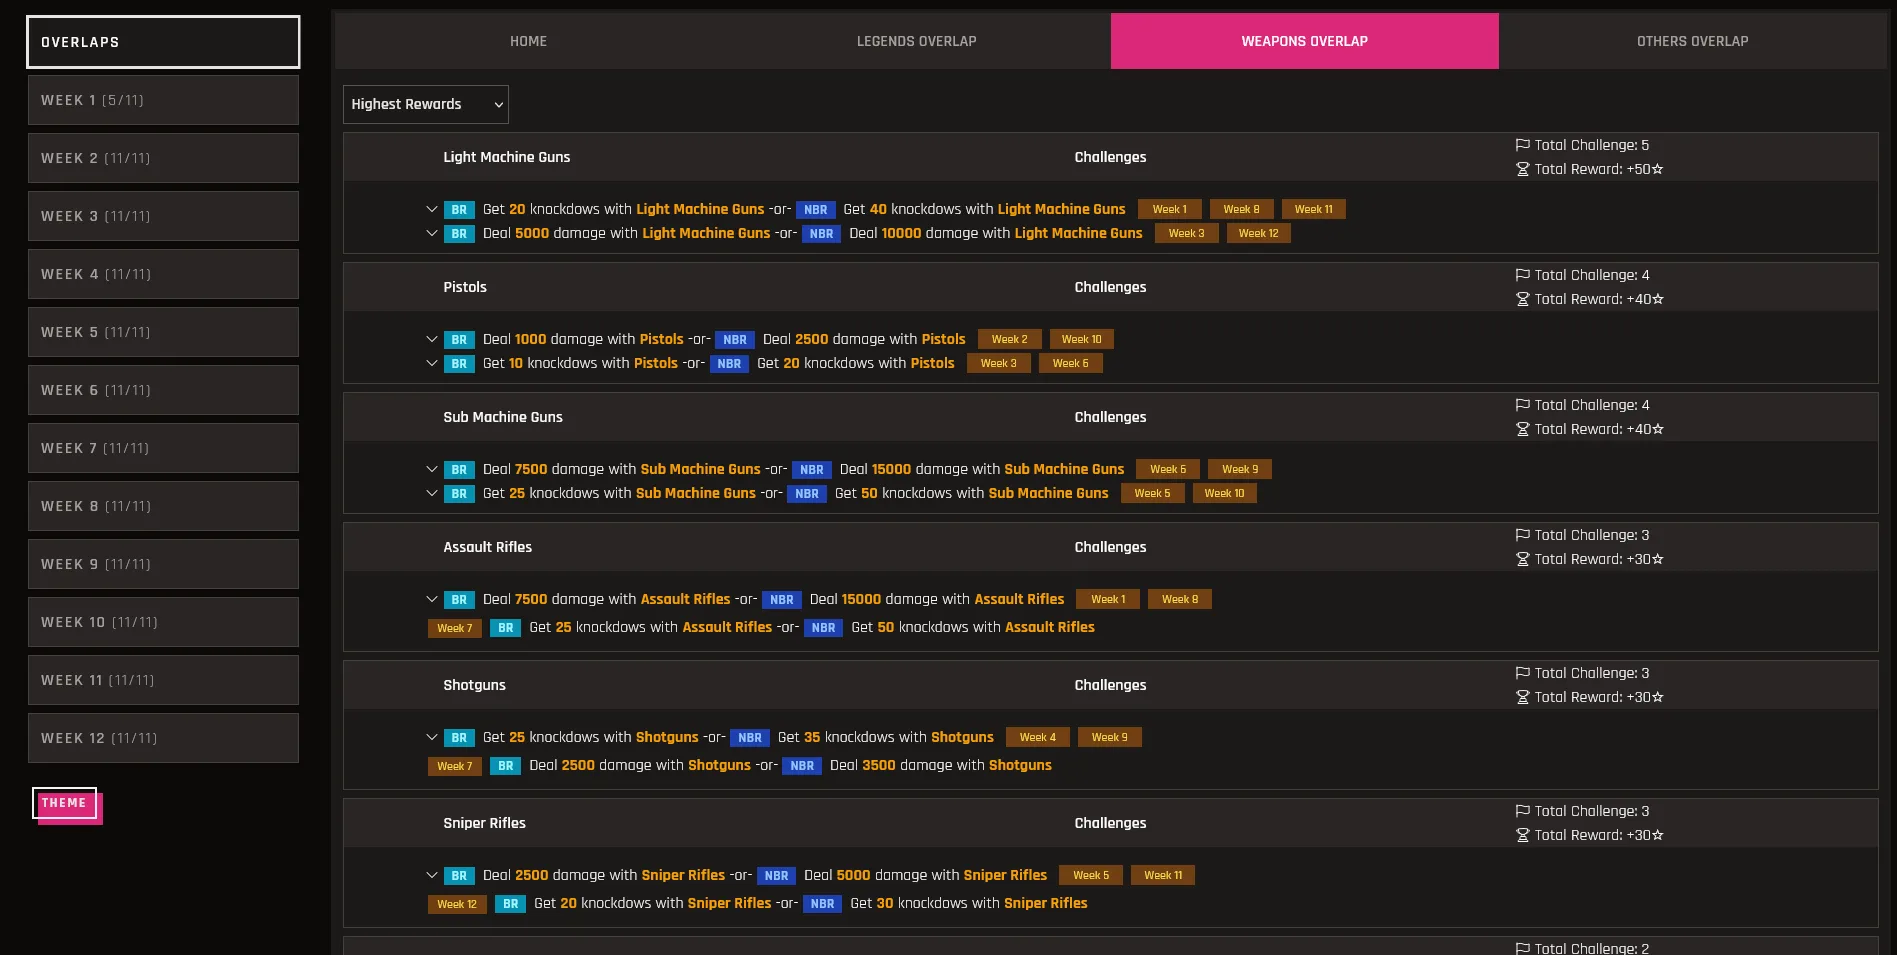 OVERLAPS
WEEK 1 (5/11)
WEEK 2 (11/11)
WEEK 3 (11/11)
WEEK 4 (11/11)
WEEK 5 (11/11)
WEEK 6 (11/11)
WEEK 7 (11/11)
WEEK 8 (11/11)
WEEK 9 (11/11)
WEEK 10 (11/11)
WEEK 11 (11/11)
WEEK 12 (11/11)
THEME
HOME LEGENDS OVERLAP WEAPONS OVERLAP OTHERS OVERLAP
Highest Rewards
Light Machine Guns Challenges Total Challenge: 5
Total Reward: +50☆
BR Get 20 knockdows with Light Machine Guns -or- NBR Get 40 knockdows with Light Machine Guns Week 1 Week 8 Week 11
BR Deal 5000 damage with Light Machine Guns -or- NBR Deal 10000 damage with Light Machine Guns Week 3 Week 12
Pistols Challenges Total Challenge: 4
Total Reward: +40☆
BR Deal 1000 damage with Pistols -or- NBR Deal 2500 damage with Pistols Week 2 Week 10
BR Get 10 knockdows with Pistols -or- NBR Get 20 knockdows with Pistols Week 3 Week 6
Sub Machine Guns Challenges Total Challenge: 4
Total Reward: +40☆
BR Deal 7500 damage with Sub Machine Guns -or- NBR Deal 15000 damage with Sub Machine Guns Week 6 Week 9
BR Get 25 knockdows with Sub Machine Guns -or- NBR Get 50 knockdows with Sub Machine Guns Week 5 Week 10
Assault Rifles Challenges Total Challenge: 3
Total Reward: +30☆
BR Deal 7500 damage with Assault Rifles -or- NBR Deal 15000 damage with Assault Rifles Week 1 Week 8
Week 7 BR Get 25 knockdows with Assault Rifles -or- NBR Get 50 knockdows with Assault Rifles
Shotguns Challenges Total Challenge: 3
Total Reward: +30☆
BR Get 25 knockdows with Shotguns -or- NBR Get 35 knockdows with Shotguns Week 4 Week 9
Week 7 BR Deal 2500 damage with Shotguns -or- NBR Deal 3500 damage with Shotguns
Sniper Rifles Challenges Total Challenge: 3
Total Reward: +30☆
BR Deal 2500 damage with Sniper Rifles -or- NBR Deal 5000 damage with Sniper Rifles Week 5 Week 11
Week 12 BR Get 20 knockdows with Sniper Rifles -or- NBR Get 30 knockdows with Sniper Rifles
Total Challenge: 2